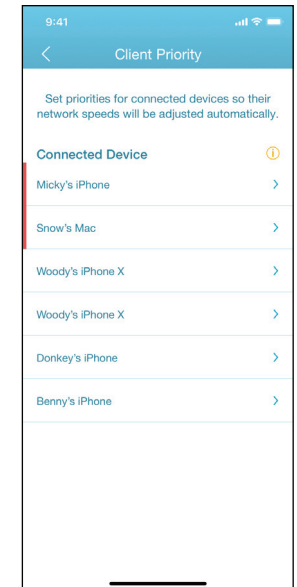 9:41
Client Priority
Set priorities for connected devices so their
network speeds will be adjusted automatically.
Connected Device
Micky's iPhone
Snow's Mac
Woody's iPhone X
Woody's iPhone X
Donkey's iPhone
Benny's iPhone